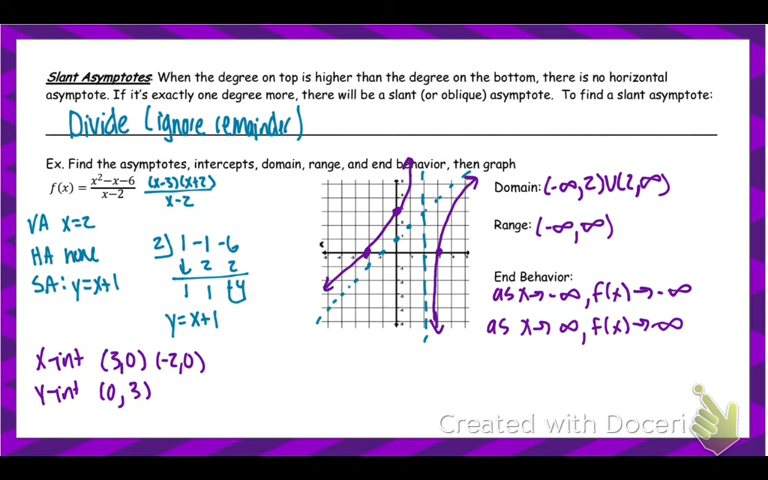 Slant Asymptotes: When the degree on top is higher than the degree on the bottom, there is no horizontal
asymptote. If it's exactly one degree more, there will be a slant (or oblique) asymptote. To find a slant asymptote:
Divide (ignore remainder)
Ex. Find the asymptotes, intercepts, domain, range, and end behavior, then graph
f(x) = (x²-x-6)/(x-2) (x-3)(x+2)/(x-2)
VA x=2
HA none
SA: y=x+1
2) 1 -1 -6
↓ 2 2
1 1 -4
y=x+1
X-int (3,0) (-2,0)
Y-int (0,3)
Domain: (-∞,2)U(2,∞)
Range: (-∞,∞)
End Behavior:
as x→-∞, f(x)→-∞
as x→∞, f(x)→∞
Created with Doceri